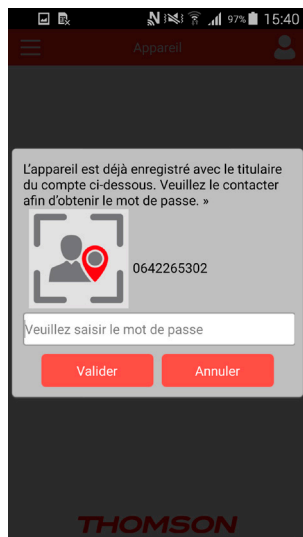 97% 15:40
Appareil
L'appareil est déjà enregistré avec le titulaire
du compte ci-dessous. Veuillez le contacter
afin d'obtenir le mot de passe. »
0642265302
Veuillez saisir le mot de passe
Valider Annuler
THOMSON